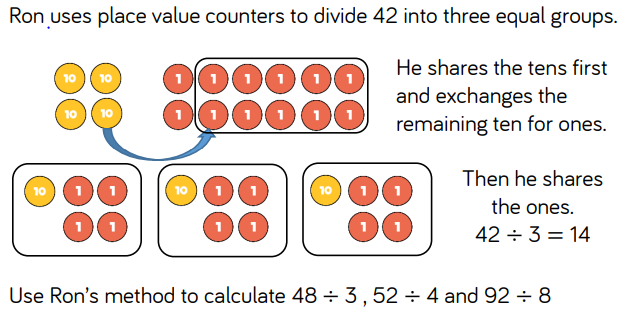 Ron uses place value counters to divide 42 into three equal groups.
10 10 1 1 1 1 1 1
10 10 1 1 1 1 1 1
He shares the tens first
and exchanges the
remaining ten for ones.
10 1 1 10 1 1 10 1 1
1 1 1 1 1 1
Then he shares
the ones.
42 ÷ 3 = 14
Use Ron's method to calculate 48 ÷ 3 , 52 ÷ 4 and 92 ÷ 8